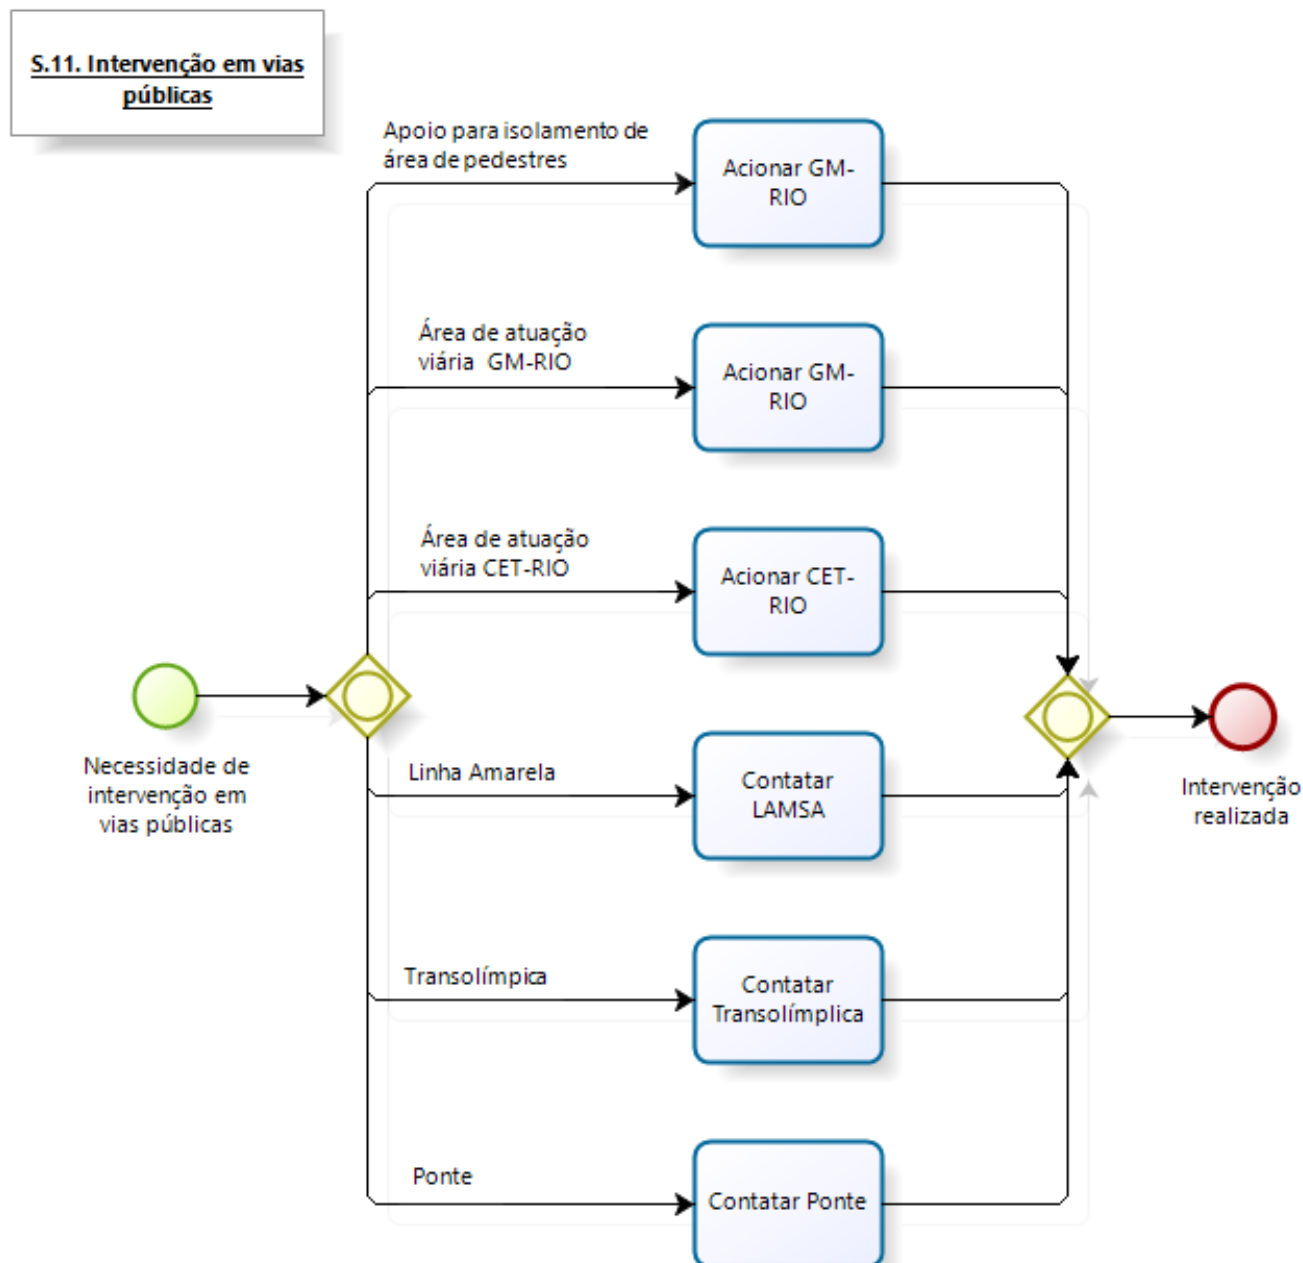 S.11. Intervenção em vias
públicas
Apoio para isolamento de
área de pedestres
Acionar GM-
RIO
Área de atuação
viária GM-RIO
Acionar GM-
RIO
Área de atuação
viária CET-RIO
Acionar CET-
RIO
Necessidade de
intervenção em
vias públicas
Linha Amarela
Contatar
LAMSA
Intervenção
realizada
Transolímpica
Contatar
Transolímplica
Ponte
Contatar Ponte